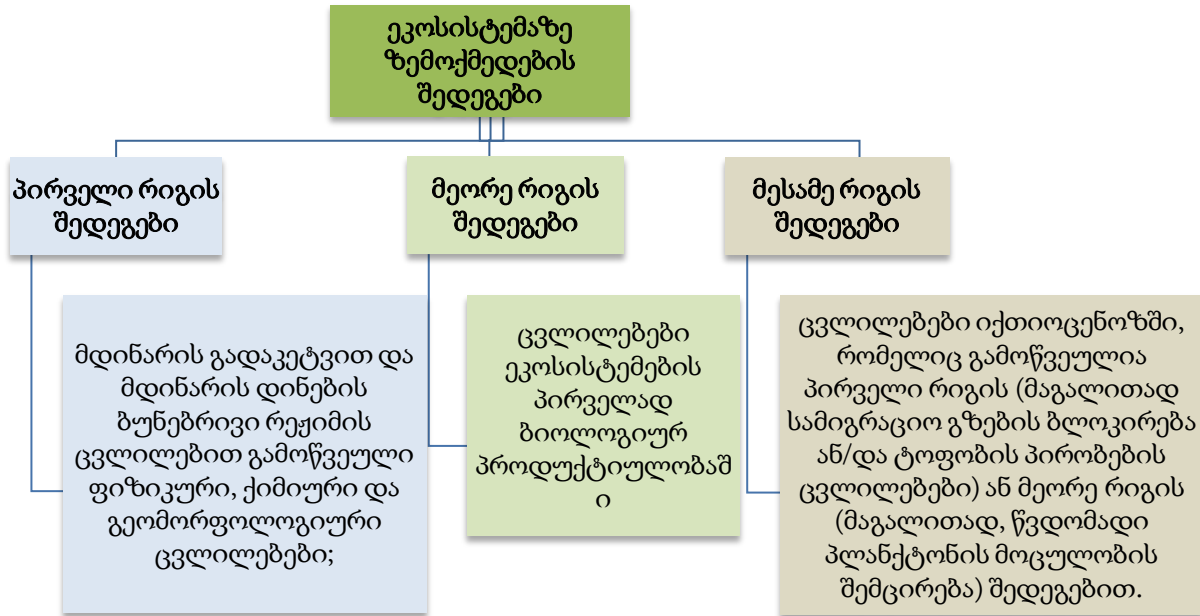 ეკოსისტემაზე
ზემოქმედების
შედეგები
პირველი რიგის
შედეგები
მეორე რიგის
შედეგები
მესამე რიგის
შედეგები
მდინარის გადაკეტვით და
მდინარის დინების
ბუნებრივი რეჟიმის
ცვლილებით გამოწვეული
ფიზიკური, ქიმიური და
გეომორფოლოგიური
ცვლილებები;
ცვლილებები
ეკოსისტემების
პირველად
ბიოლოგიურ
პროდუქტიულობაშ
ი
ცვლილებები იქთიოცენოზში,
რომელიც გამოწვეულია
პირველი რიგის (მაგალითად
სამიგრაციო გზების ბლოკირება
ან/და ტოფობის პირობების
ცვლილებები) ან მეორე რიგის
(მაგალითად, წვდომადი
პლანქტონის მოცულობის
შემცირება) შედეგებით.